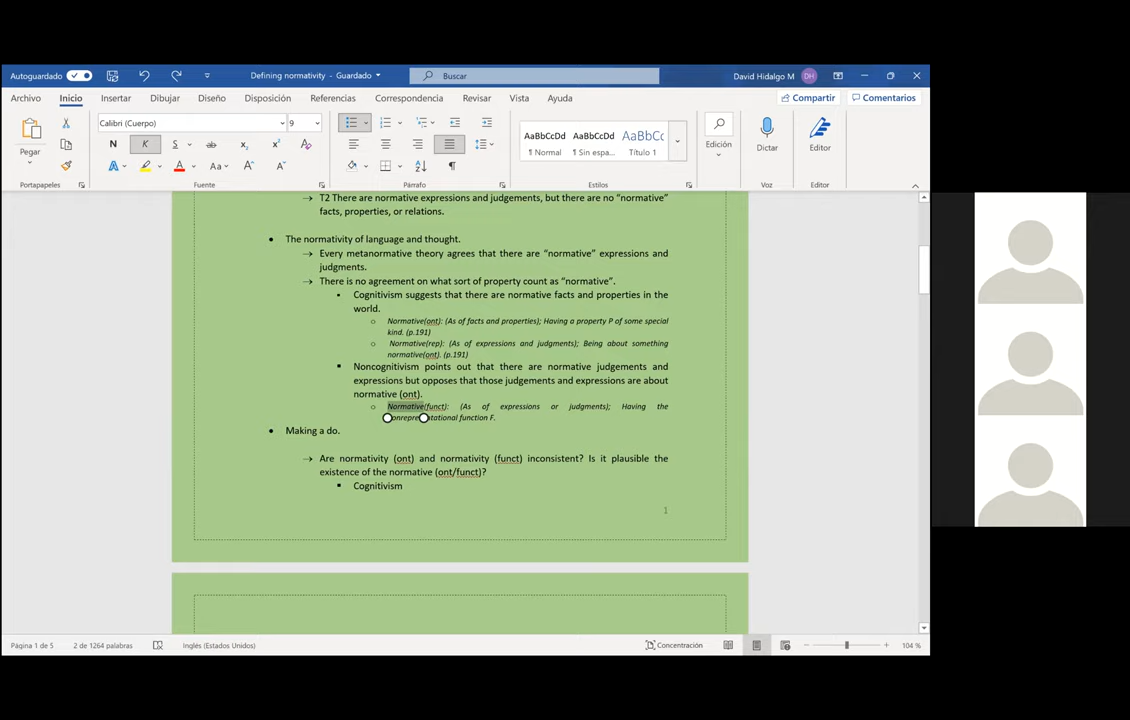 Autoguardado
Defining normativity - Guardado
Buscar
David Hidalgo M
DH
Archivo Inicio Insertar Dibujar Diseño Disposición Referencias Correspondencia Revisar Vista Ayuda
Compartir Comentarios
Pegar
Calibri (Cuerpo) 9
N K S ab x₂ x²
A A Aa A A
AaBbCcDd AaBbCcDd AaBbCc
¶ Normal ¶ Sin espa... Título 1
Edición Dictar Editor
Portapapeles Fuente Párrafo Estilos Voz Editor
→ T2 There are normative expressions and judgements, but there are no “normative”
facts, properties, or relations.
• The normativity of language and thought.
→ Every metanormative theory agrees that there are “normative” expressions and
judgments.
→ There is no agreement on what sort of property count as “normative”.
▪ Cognitivism suggests that there are normative facts and properties in the
world.
o Normative(ont): (As of facts and properties); Having a property P of some special
kind. (p.191)
o Normative(rep): (As of expressions and judgments); Being about something
normative(ont). (p.191)
▪ Noncognitivism points out that there are normative judgements and
expressions but opposes that those judgements and expressions are about
normative (ont).
o Normative(funct): (As of expressions or judgments); Having the
function F.
• Making a do.
→ Are normativity (ont) and normativity (funct) inconsistent? Is it plausible the
existence of the normative (ont/funct)?
▪ Cognitivism
1
Página 1 de 5 2 de 1264 palabras Inglés (Estados Unidos) Concentración 104 %